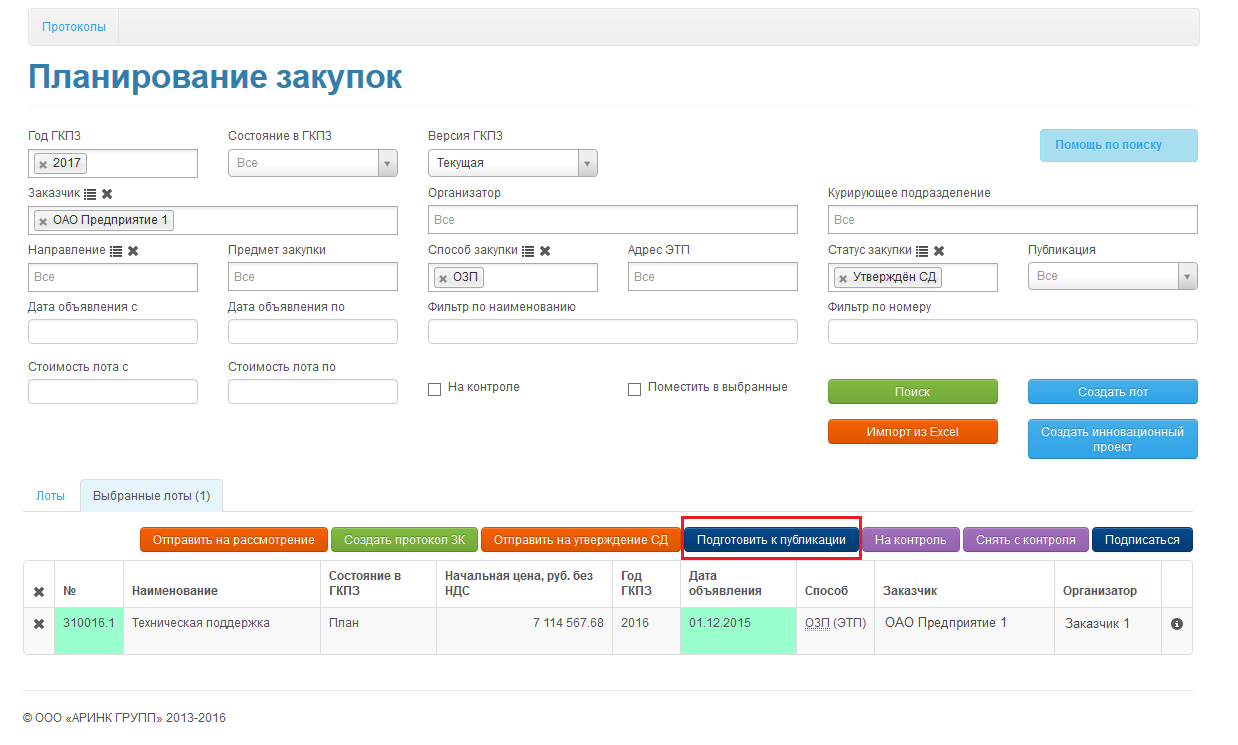 Протоколы
Планирование закупок
Год ГКПЗ
Состояние в ГКПЗ
Версия ГКПЗ
2017
Все
Текущая
Помощь по поиску
Заказчик
Организатор
Курирующее подразделение
ОАО Предприятие 1
Все
Все
Направление
Предмет закупки
Способ закупки
Адрес ЭТП
Статус закупки
Публикация
Все
Все
ОЗП
Все
Утверждён СД
Все
Дата объявления с
Дата объявления по
Фильтр по наименованию
Фильтр по номеру
Стоимость лота с
Стоимость лота по
На контроле
Поместить в выбранные
Поиск
Создать лот
Импорт из Excel
Создать инновационный
проект
Лоты
Выбранные лоты (1)
Отправить на рассмотрение
Создать протокол ЗК
Отправить на утверждение СД
Подготовить к публикации
На контроль
Снять с контроля
Подписаться
№
Наименование
Состояние в
ГКПЗ
Начальная цена, руб. без
НДС
Год
ГКПЗ
Дата
объявления
Способ
Заказчик
Организатор
310016.1
Техническая поддержка
План
7 114 567.68
2016
01.12.2015
ОЗП (ЭТП)
ОАО Предприятие 1
Заказчик 1
© ООО «АРИНК ГРУПП» 2013-2016